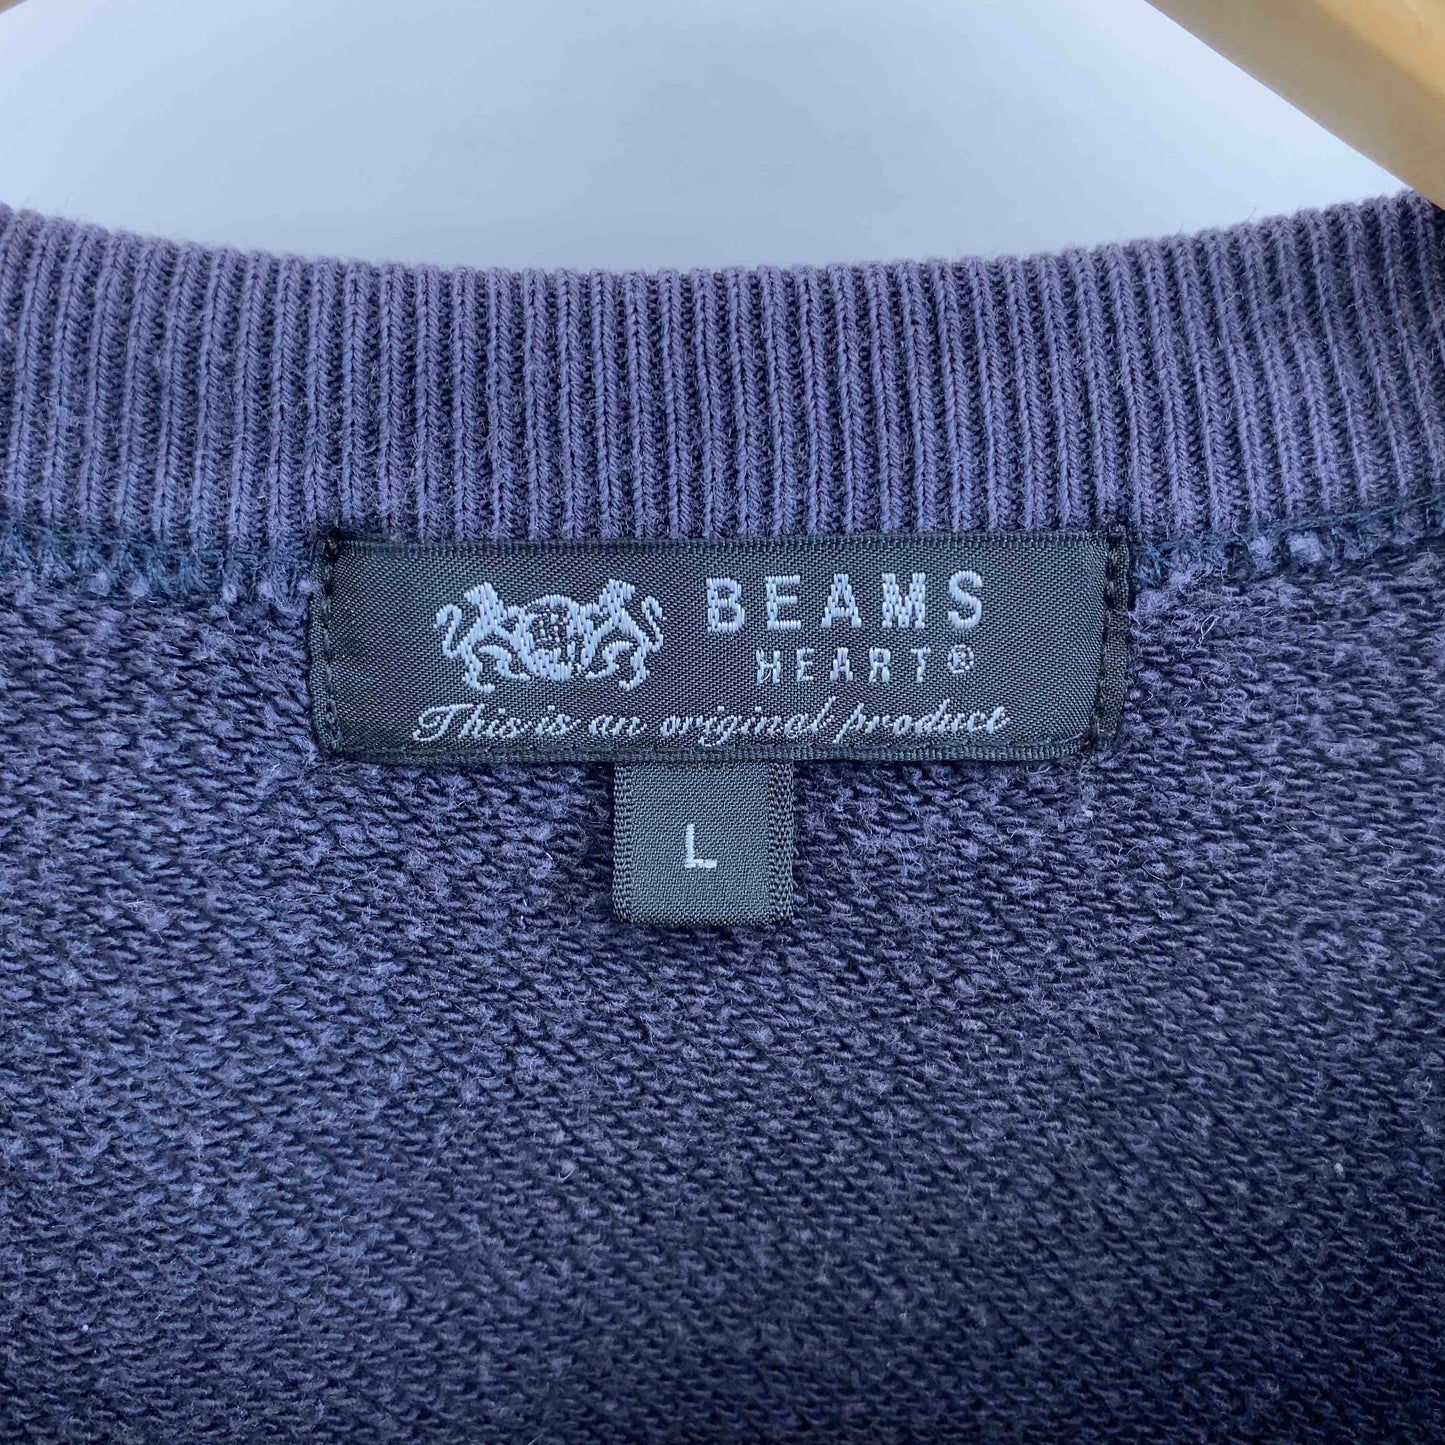 BEAMS
HEART®
This is an original product
L